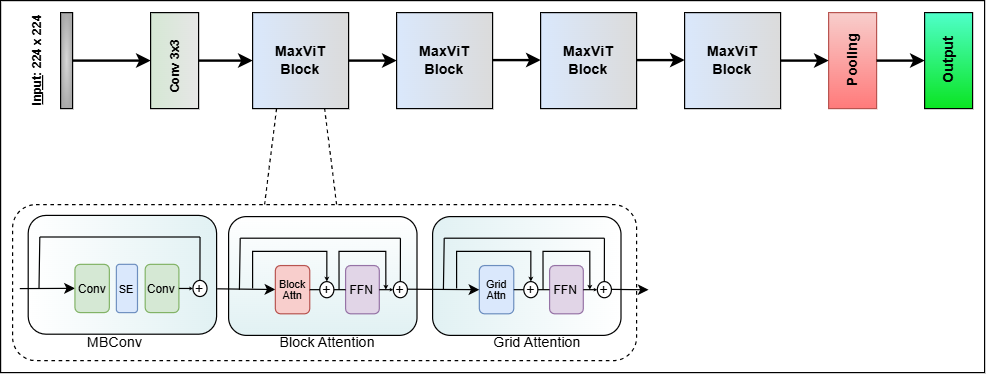 Input: 224 x 224
Conv 3x3
MaxViT
Block
MaxViT
Block
MaxViT
Block
MaxViT
Block
Pooling
Output
Conv
SE
Conv
+
MBConv
Block
Attn
+
FFN
+
Block Attention
Grid
Attn
+
FFN
+
Grid Attention